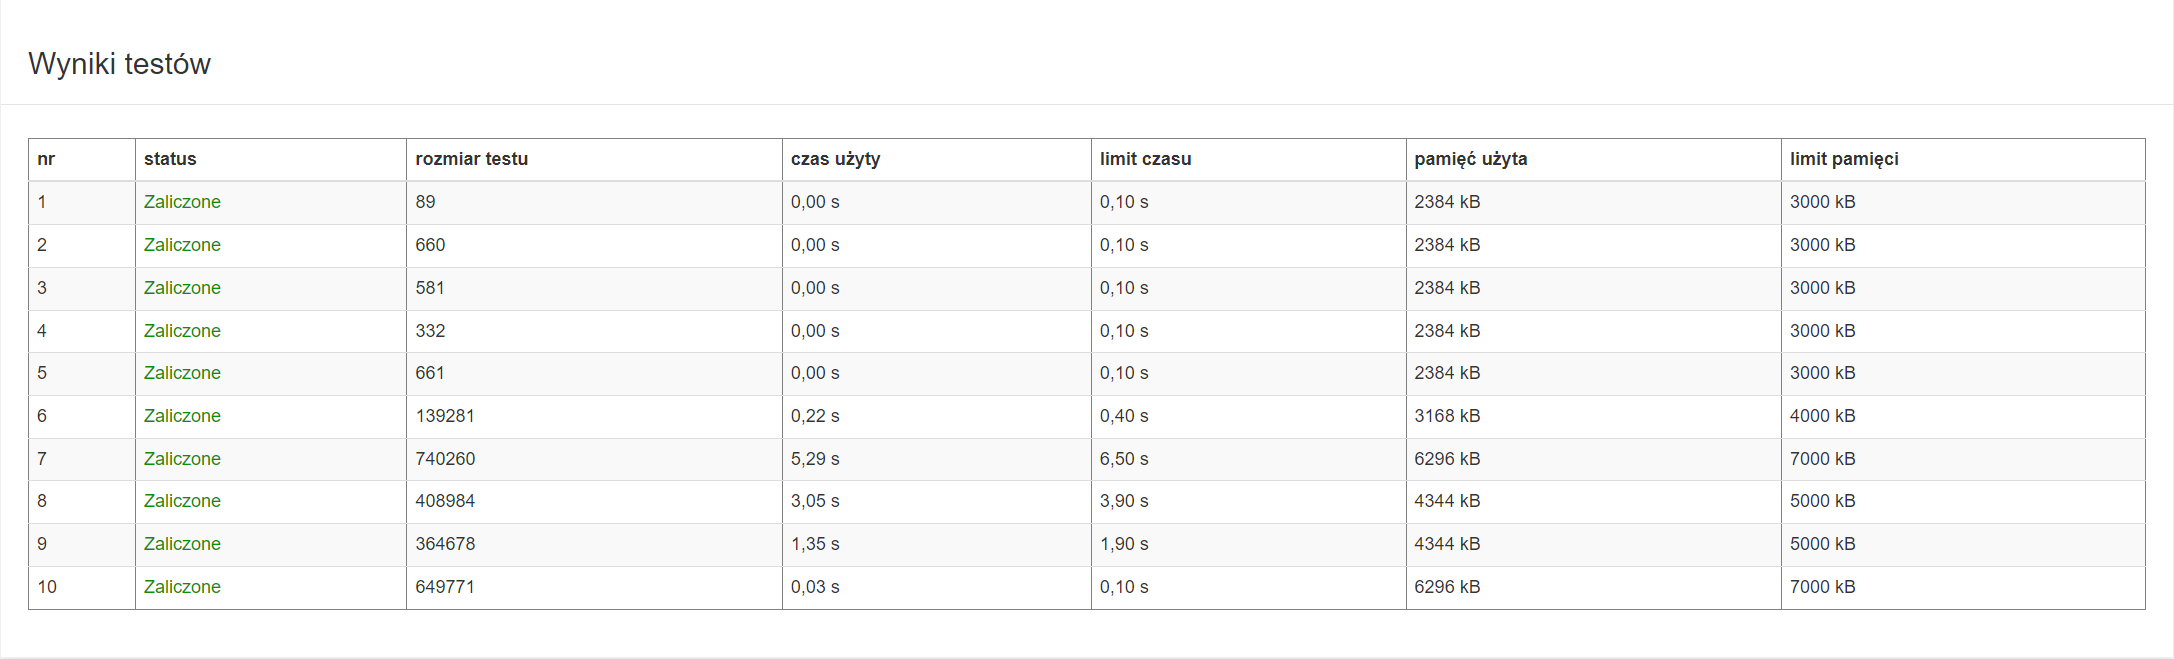 Wyniki testów
nr status rozmiar testu czas użyty limit czasu pamięć użyta limit pamięci
1 Zaliczone 89 0,00 s 0,10 s 2384 kB 3000 kB
2 Zaliczone 660 0,00 s 0,10 s 2384 kB 3000 kB
3 Zaliczone 581 0,00 s 0,10 s 2384 kB 3000 kB
4 Zaliczone 332 0,00 s 0,10 s 2384 kB 3000 kB
5 Zaliczone 661 0,00 s 0,10 s 2384 kB 3000 kB
6 Zaliczone 139281 0,22 s 0,40 s 3168 kB 4000 kB
7 Zaliczone 740260 5,29 s 6,50 s 6296 kB 7000 kB
8 Zaliczone 408984 3,05 s 3,90 s 4344 kB 5000 kB
9 Zaliczone 364678 1,35 s 1,90 s 4344 kB 5000 kB
10 Zaliczone 649771 0,03 s 0,10 s 6296 kB 7000 kB